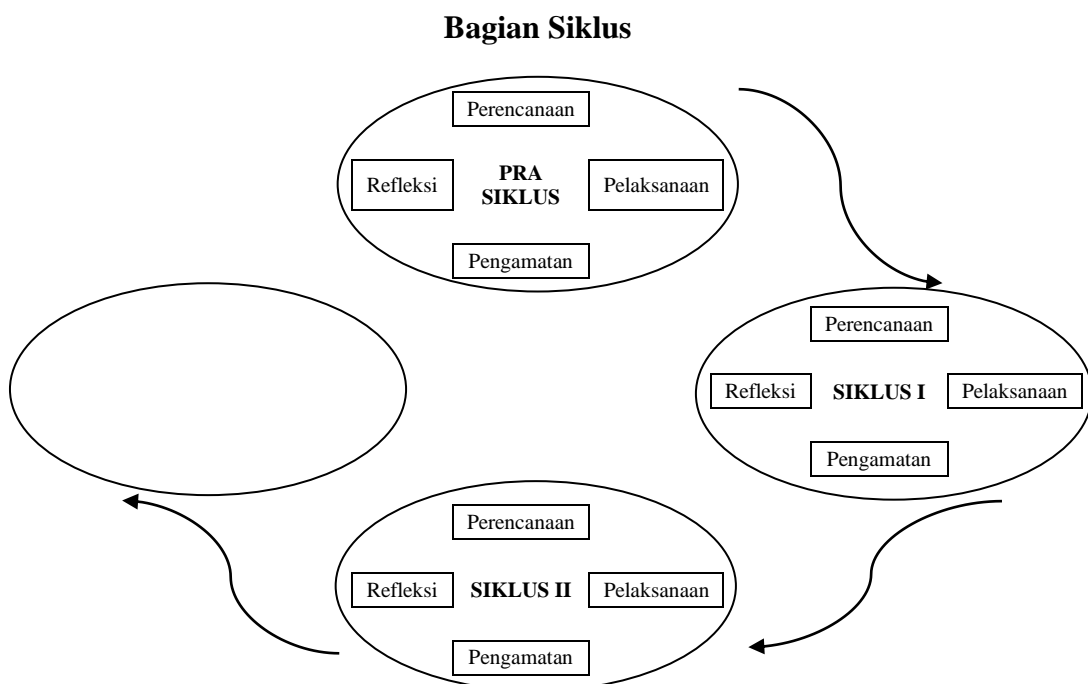 Bagian Siklus
Perencanaan
Refleksi
PRA
SIKLUS
Pelaksanaan
Pengamatan
Perencanaan
Refleksi
SIKLUS I
Pelaksanaan
Pengamatan
Perencanaan
Refleksi
SIKLUS II
Pelaksanaan
Pengamatan